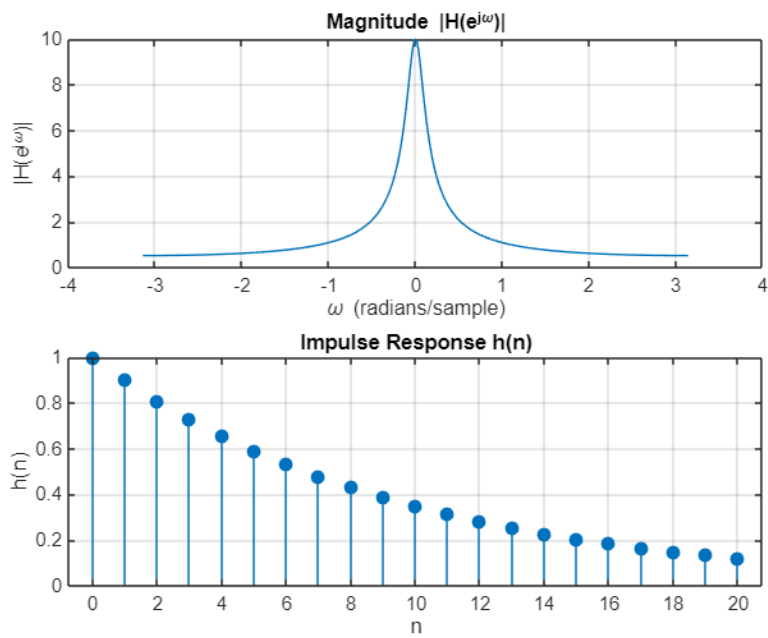 Magnitude |H(e^jω)|
|H(e^jω)|
10
8
6
4
2
0
-4 -3 -2 -1 0 1 2 3 4
ω (radians/sample)
Impulse Response h(n)
h(n)
1
0.8
0.6
0.4
0.2
0
0 2 4 6 8 10 12 14 16 18 20
n